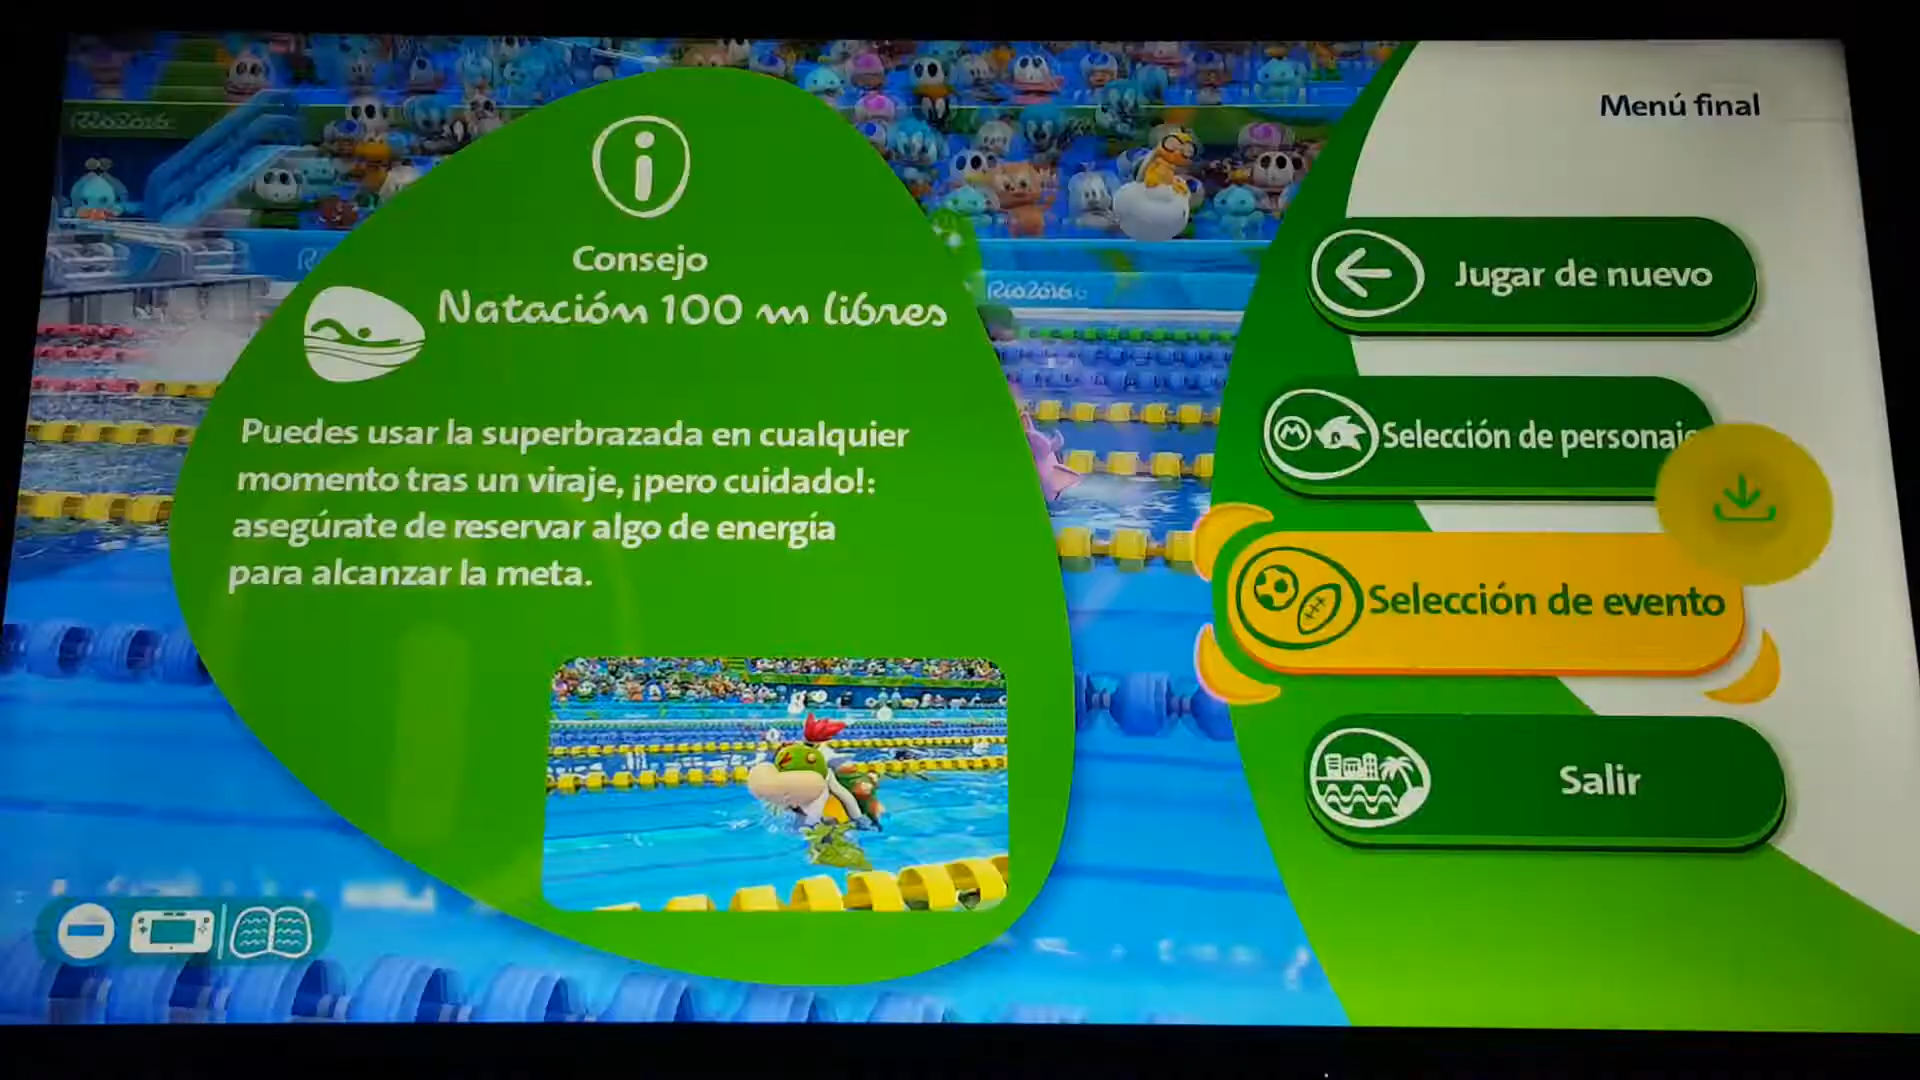 Rio2016
Menú final
Consejo
Natación 100 m libres
Rio2016
Jugar de nuevo
Puedes usar la superbrazada en cualquier
momento tras un viraje, ¡pero cuidado!:
asegúrate de reservar algo de energía
para alcanzar la meta.
Selección de personaje
Selección de evento
Salir